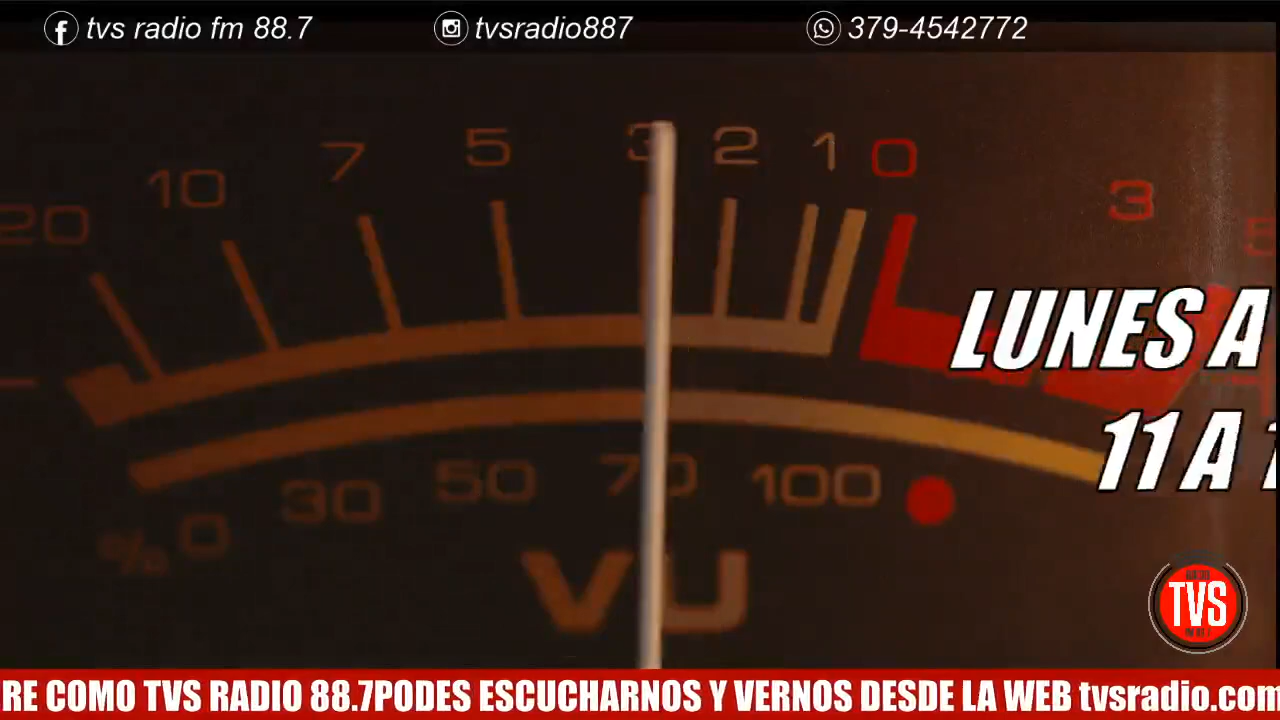 tvs radio fm 88.7 tvsradio887 379-4542772
20 10 7 5 3 2 1 0 3 5
LUNES A
11 A
% 0 30 50 70 100
VU
TVS
RE COMO TVS RADIO 88.7PODES ESCUCHARNOS Y VERNOS DESDE LA WEB tvsradio.com